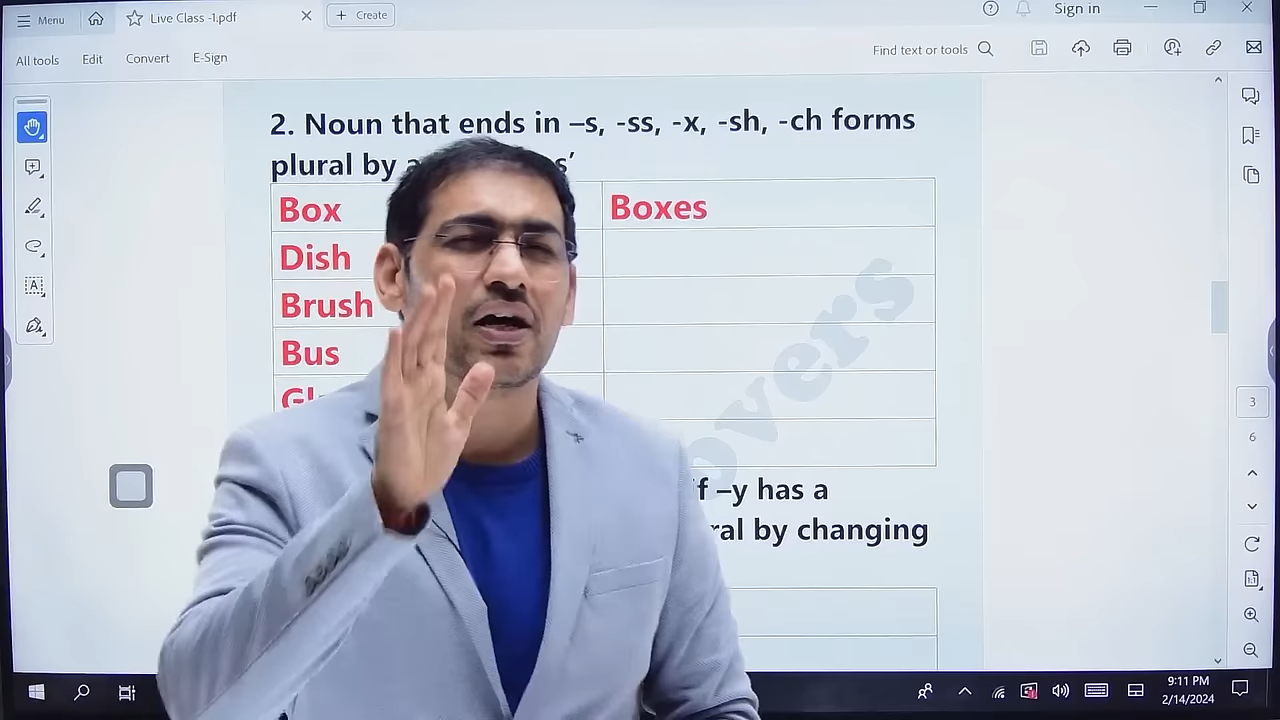 Menu
Live Class -1.pdf
Create
Sign in
All tools
Edit
Convert
E-Sign
Find text or tools
2. Noun that ends in –s, -ss, -x, -sh, -ch forms
plural by
Box
Boxes
Dish
Brush
Bus
–y has a
by changing
3
6
9:11 PM
2/14/2024